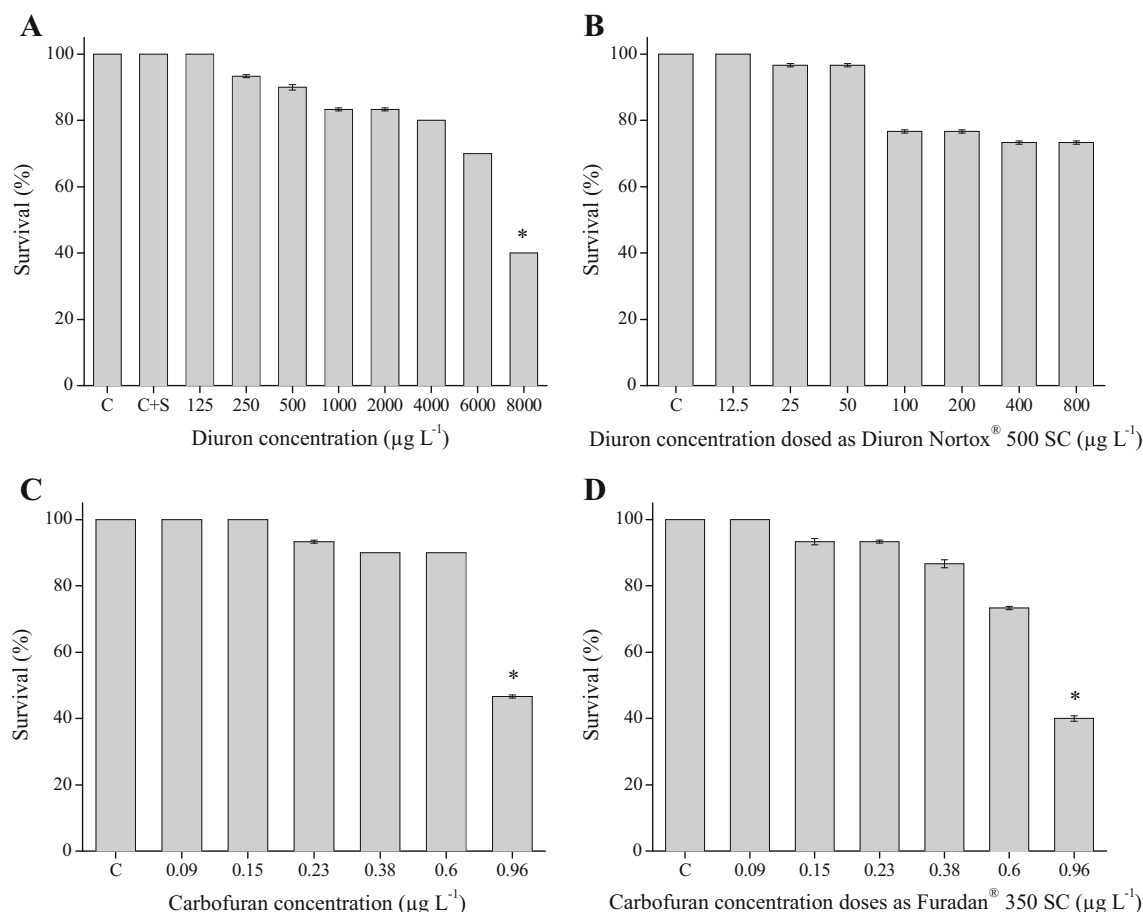 A
Survival (%)
100
80
60
40
20
0
*
C C+S 125 250 500 1000 2000 4000 6000 8000
Diuron concentration (µg L⁻¹)
B
Survival (%)
100
80
60
40
20
0
C 12.5 25 50 100 200 400 800
Diuron concentration dosed as Diuron Nortox® 500 SC (µg L⁻¹)
C
Survival (%)
100
80
60
40
20
0
*
C 0.09 0.15 0.23 0.38 0.6 0.96
Carbofuran concentration (µg L⁻¹)
D
Survival (%)
100
80
60
40
20
0
*
C 0.09 0.15 0.23 0.38 0.6 0.96
Carbofuran concentration doses as Furadan® 350 SC (µg L⁻¹)